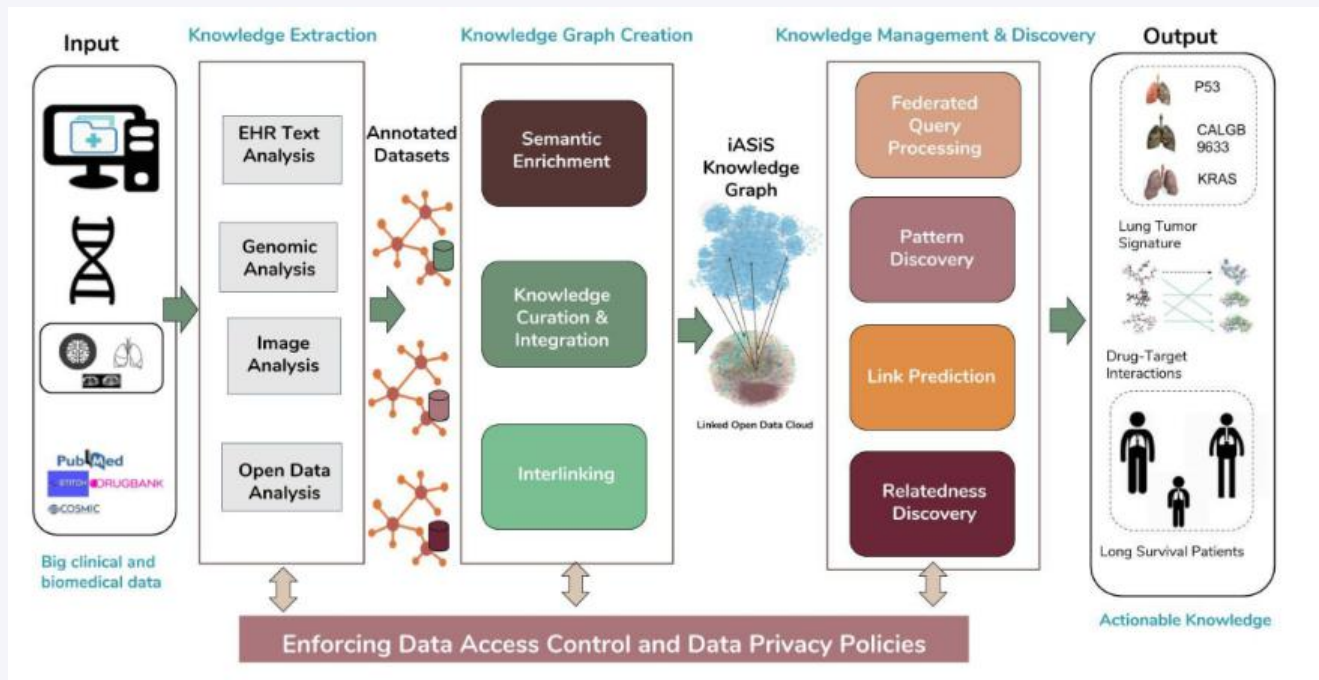 Input
Knowledge Extraction
Knowledge Graph Creation
Knowledge Management & Discovery
Output
EHR Text
Analysis
Genomic
Analysis
Image
Analysis
Open Data
Analysis
PubMed
STITCH
DRUGBANK
COSMIC
Big clinical and
biomedical data
Annotated
Datasets
Semantic
Enrichment
Knowledge
Curation &
Integration
Interlinking
iASiS
Knowledge
Graph
Linked Open Data Cloud
Federated
Query
Processing
Pattern
Discovery
Link Prediction
Relatedness
Discovery
P53
CALGB
9633
KRAS
Lung Tumor
Signature
Drug-Target
Interactions
Long Survival Patients
Actionable Knowledge
Enforcing Data Access Control and Data Privacy Policies